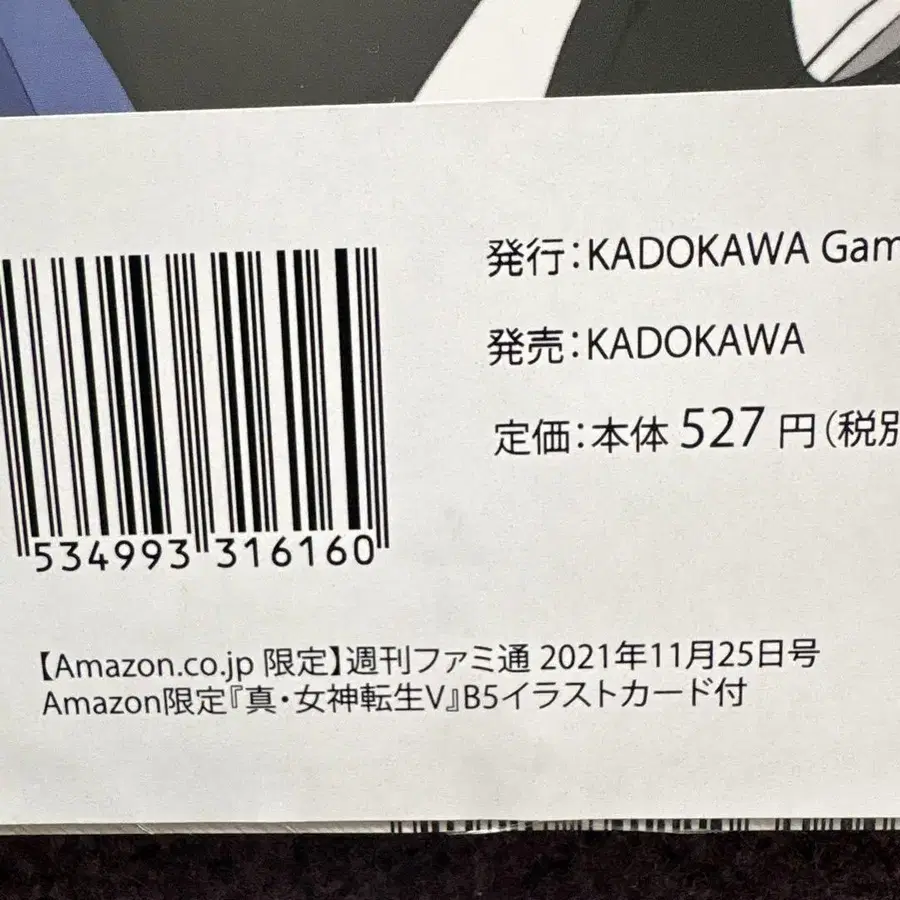 発行：KADOKAWA Gam
発売：KADOKAWA
定価：本体 527 円（税別
534993 316160
【Amazon.co.jp 限定】週刊ファミ通 2021年11月25日号
Amazon限定『真・女神転生V』B5イラストカード付